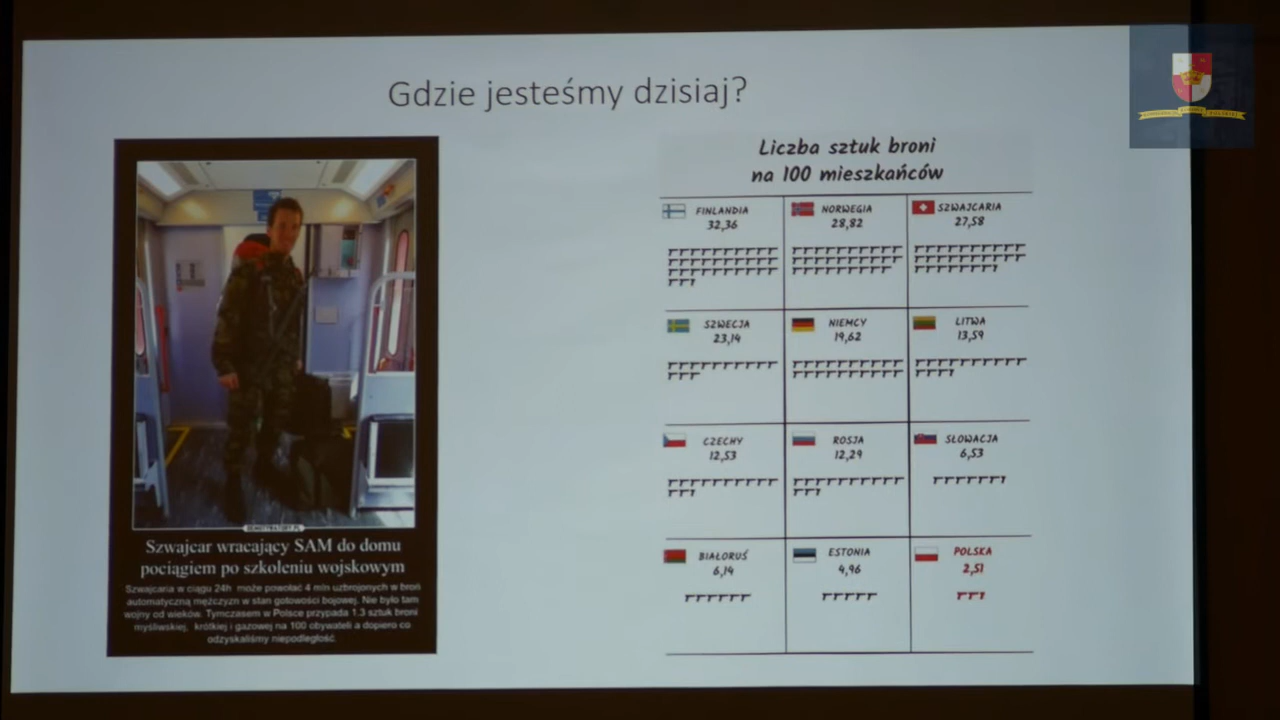 Gdzie jesteśmy dzisiaj?
DEMOTYWATORY.PL
Szwajcar wracający SAM do domu
pociągiem po szkoleniu wojskowym
Szwajcaria w ciągu 24h może powołać 4 mln uzbrojonych w broń
automatyczną mężczyzn w stan gotowości bojowej. Nie było tam
wojny od wieków. Tymczasem w Polsce przypada 1.3 sztuk broni
myśliwskiej, krótkiej i gazowej na 100 obywateli a dopiero co
odzyskaliśmy niepodległość.
Liczba sztuk broni
na 100 mieszkańców
FINLANDIA
32,36
NORWEGIA
28,82
SZWAJCARIA
27,58
SZWECJA
23,14
NIEMCY
19,62
LITWA
13,59
CZECHY
12,53
ROSJA
12,29
SŁOWACJA
6,53
BIAŁORUŚ
6,14
ESTONIA
4,96
POLSKA
2,51